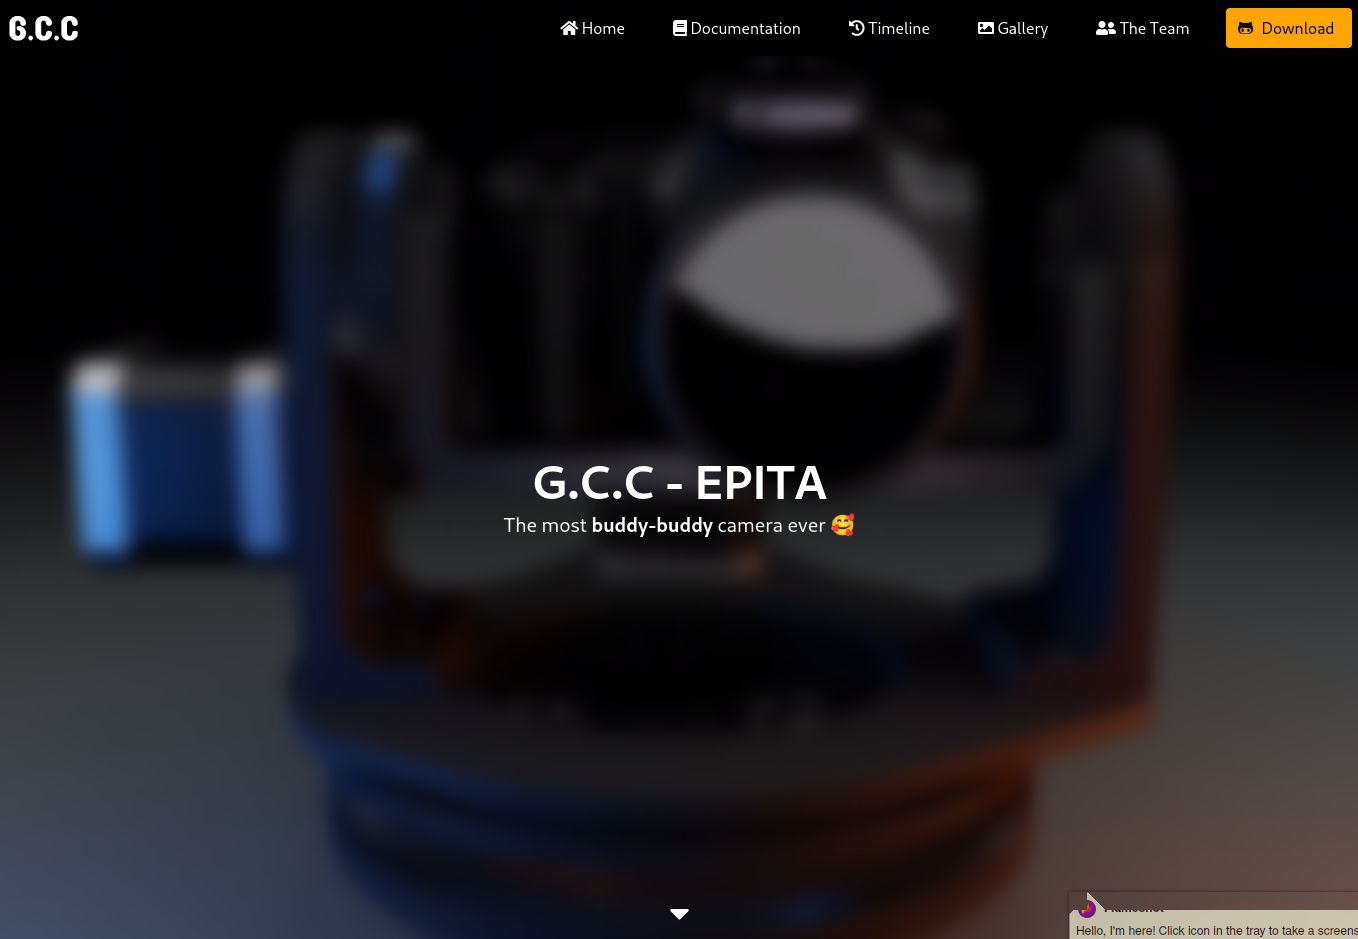 G.C.C
Home
Documentation
Timeline
Gallery
The Team
Download
G.C.C - EPITA
The most buddy-buddy camera ever 🥰
Hello, I'm here! Click icon in the tray to take a screens